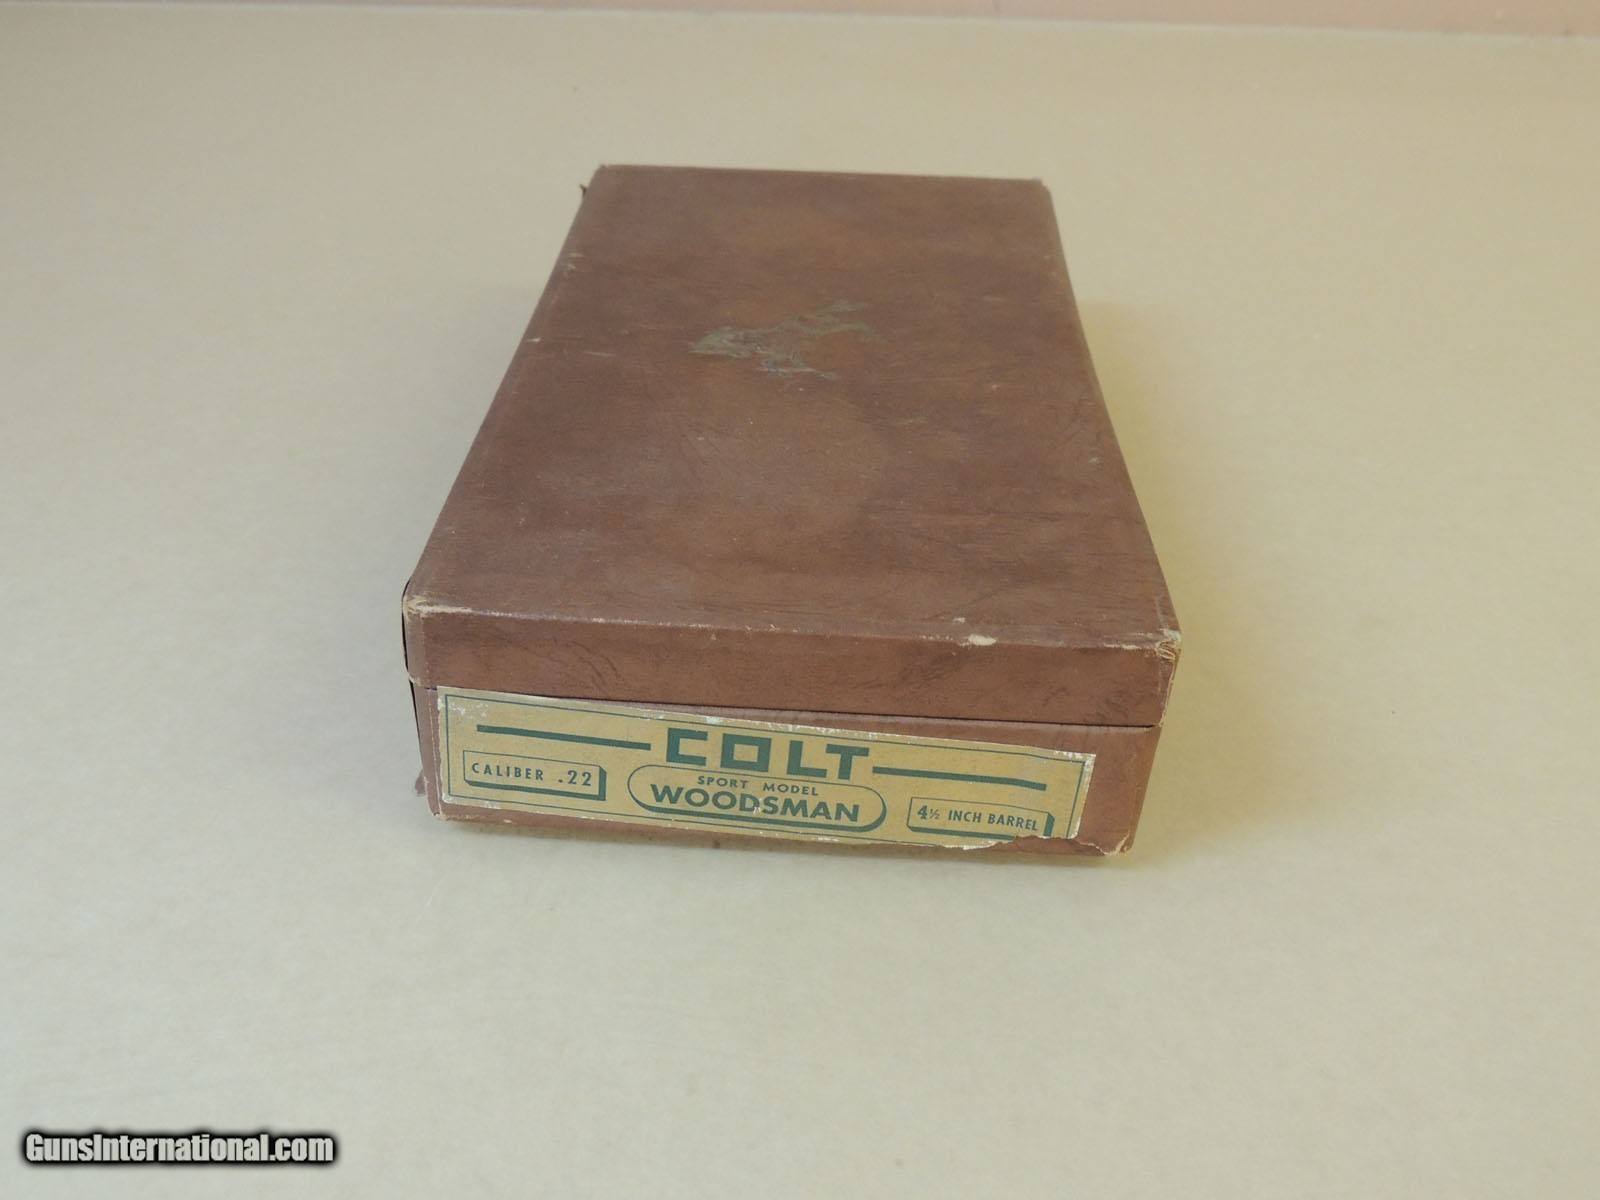 COLT
CALIBER .22
SPORT MODEL
WOODSMAN
4½ INCH BARREL
GunsInternational.com